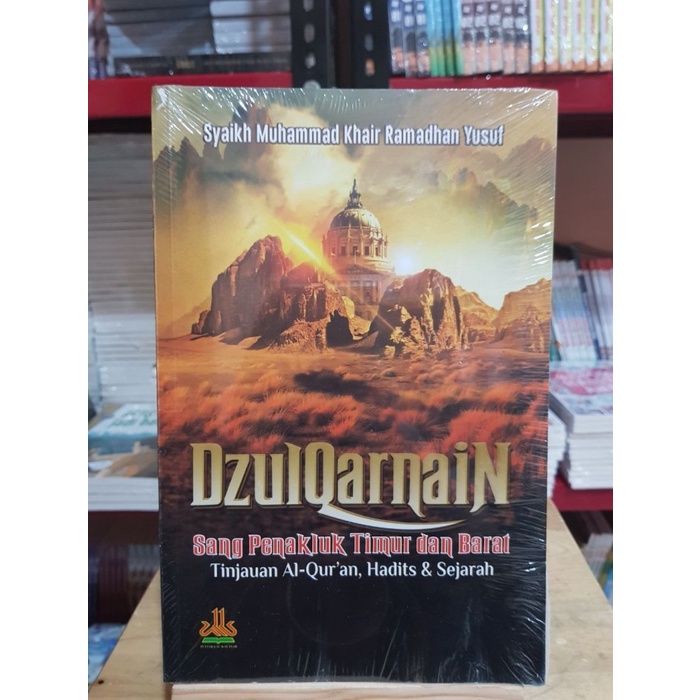 Syaikh Muhammad Khair Ramadhan Yusuf
DzulQarnaiN
Sang Penakluk Timur dan Barat
Tinjauan Al-Qur'an, Hadits & Sejarah